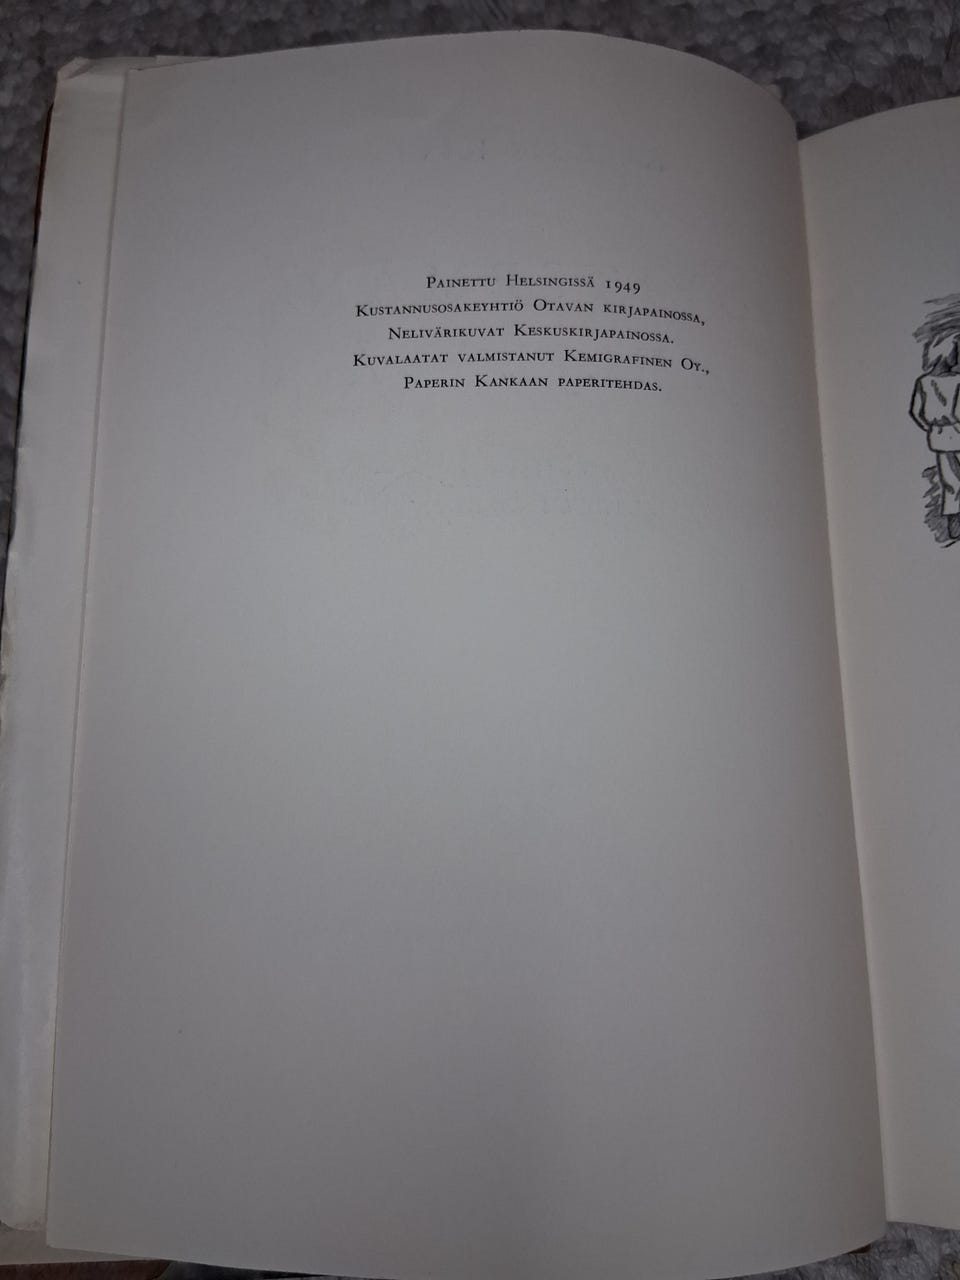 Painettu Helsingissä 1949
Kustannusosakeyhtiö Otavan kirjapainossa,
Nelivärikuvat Keskuskirjapainossa.
Kuvalaatat valmistanut Kemigrafinen Oy.,
Paperin Kankaan paperitehdas.